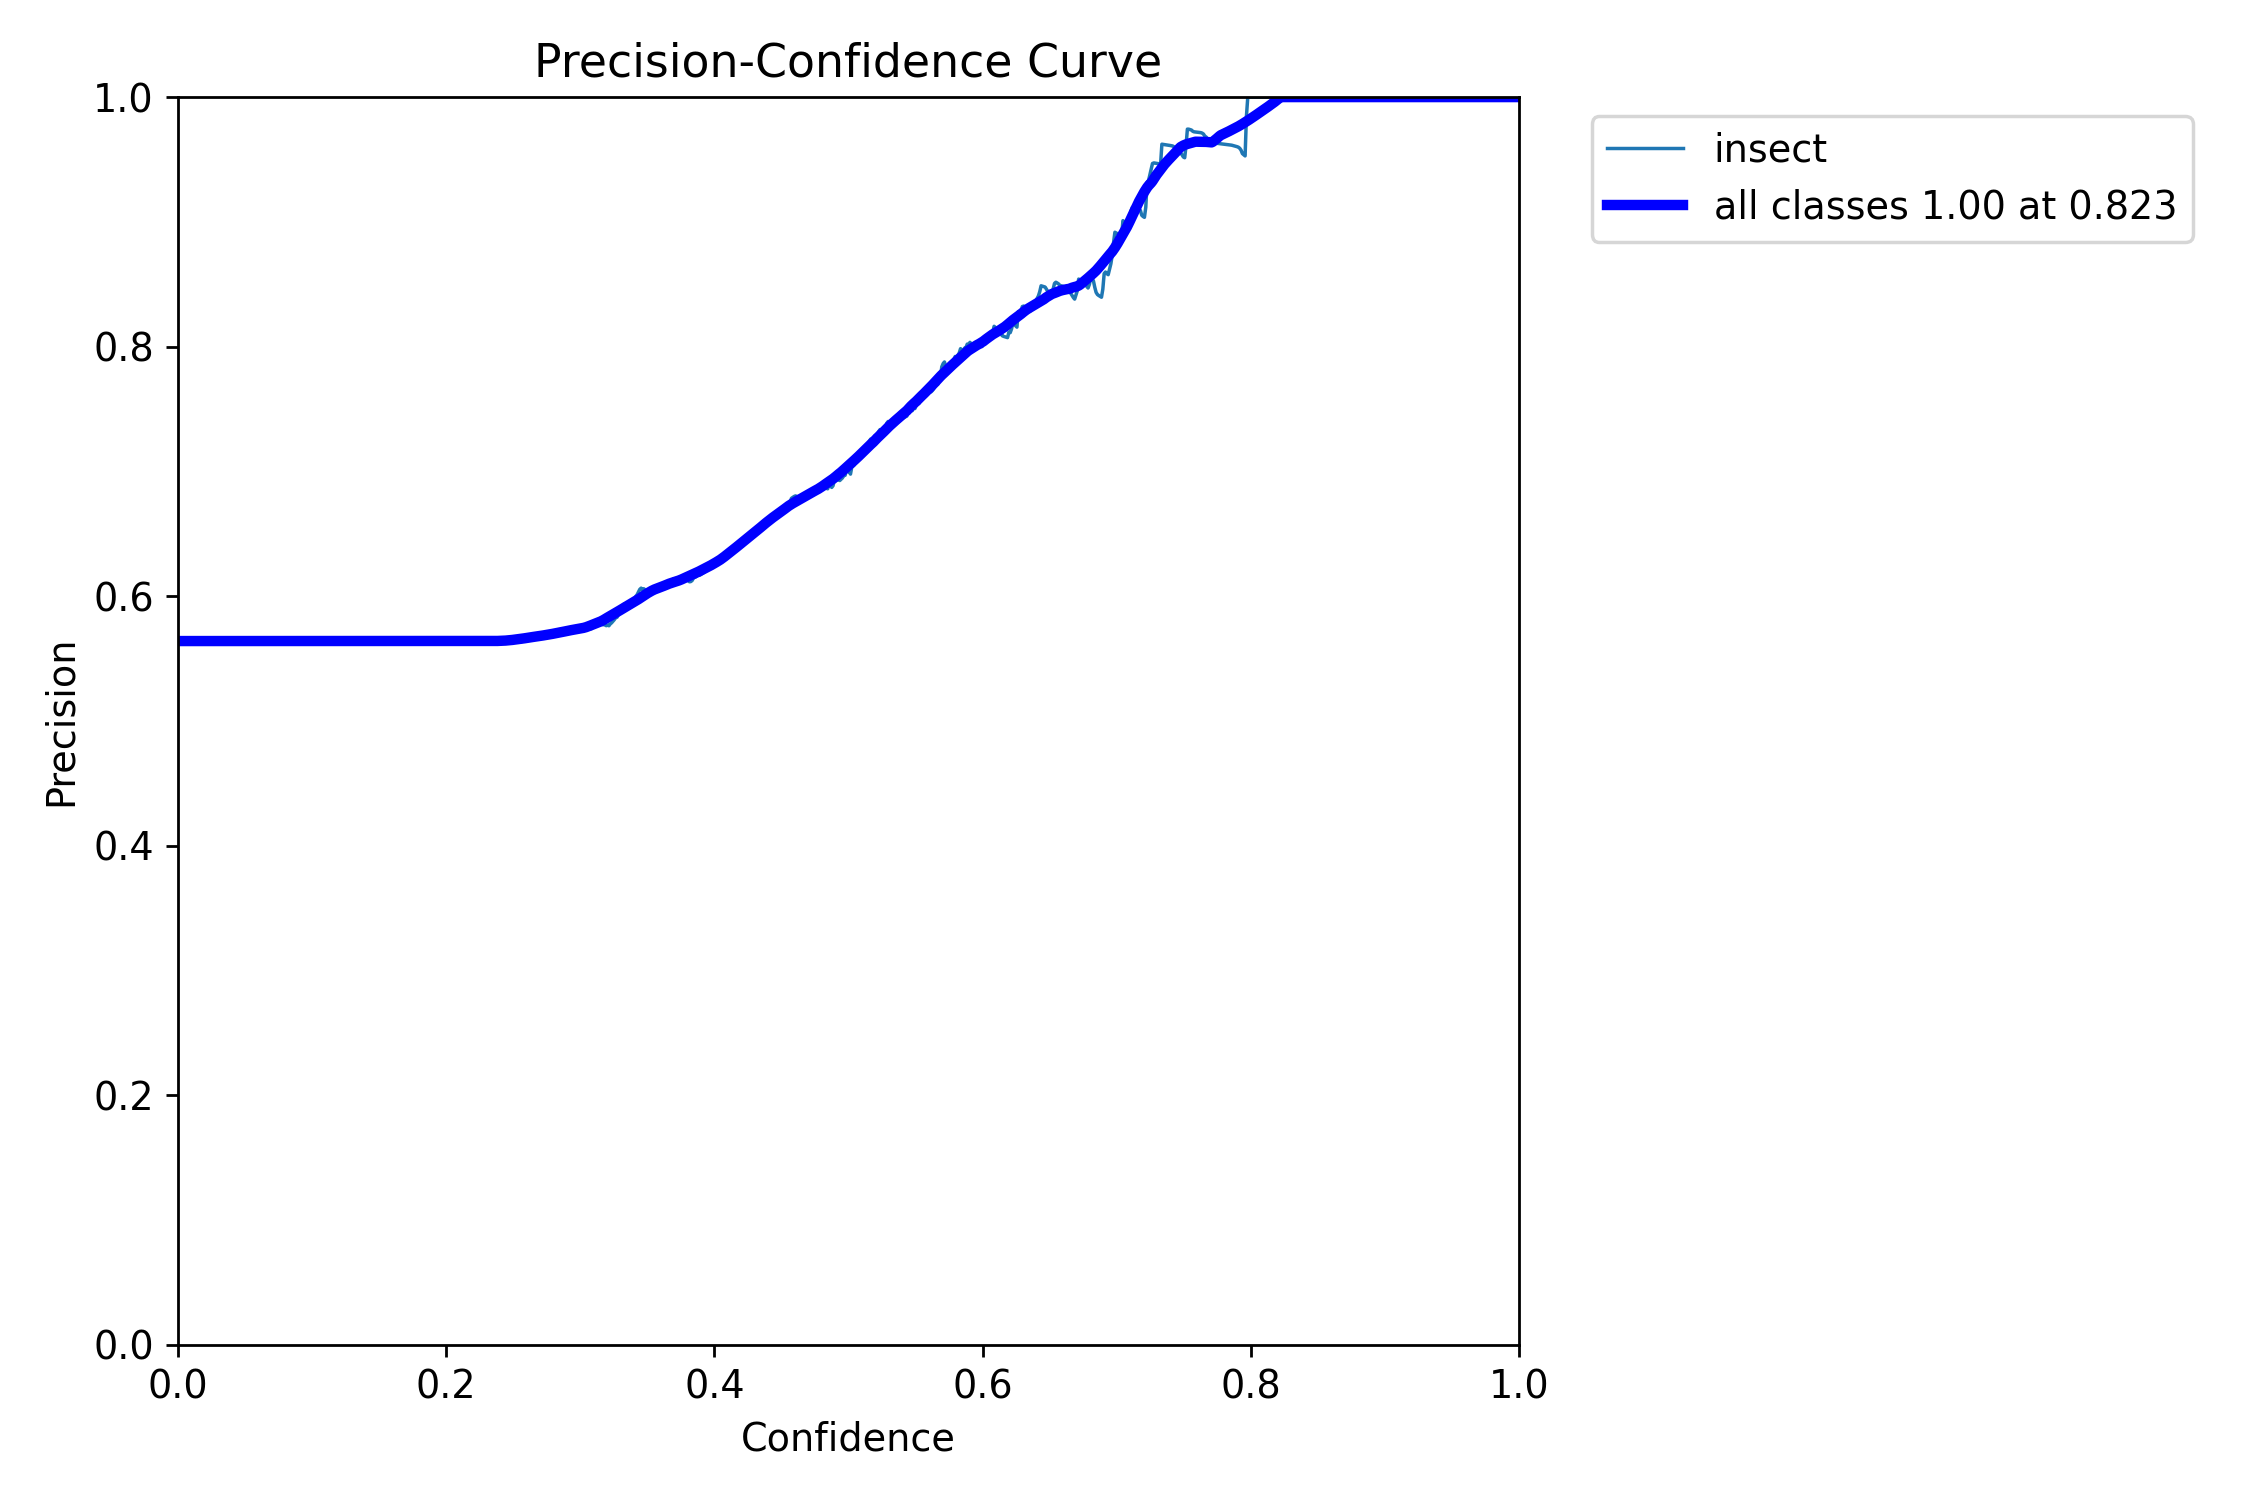 Precision-Confidence Curve
1.0
0.8
0.6
0.4
0.2
0.0
Precision
0.0 0.2 0.4 0.6 0.8 1.0
Confidence
insect
all classes 1.00 at 0.823